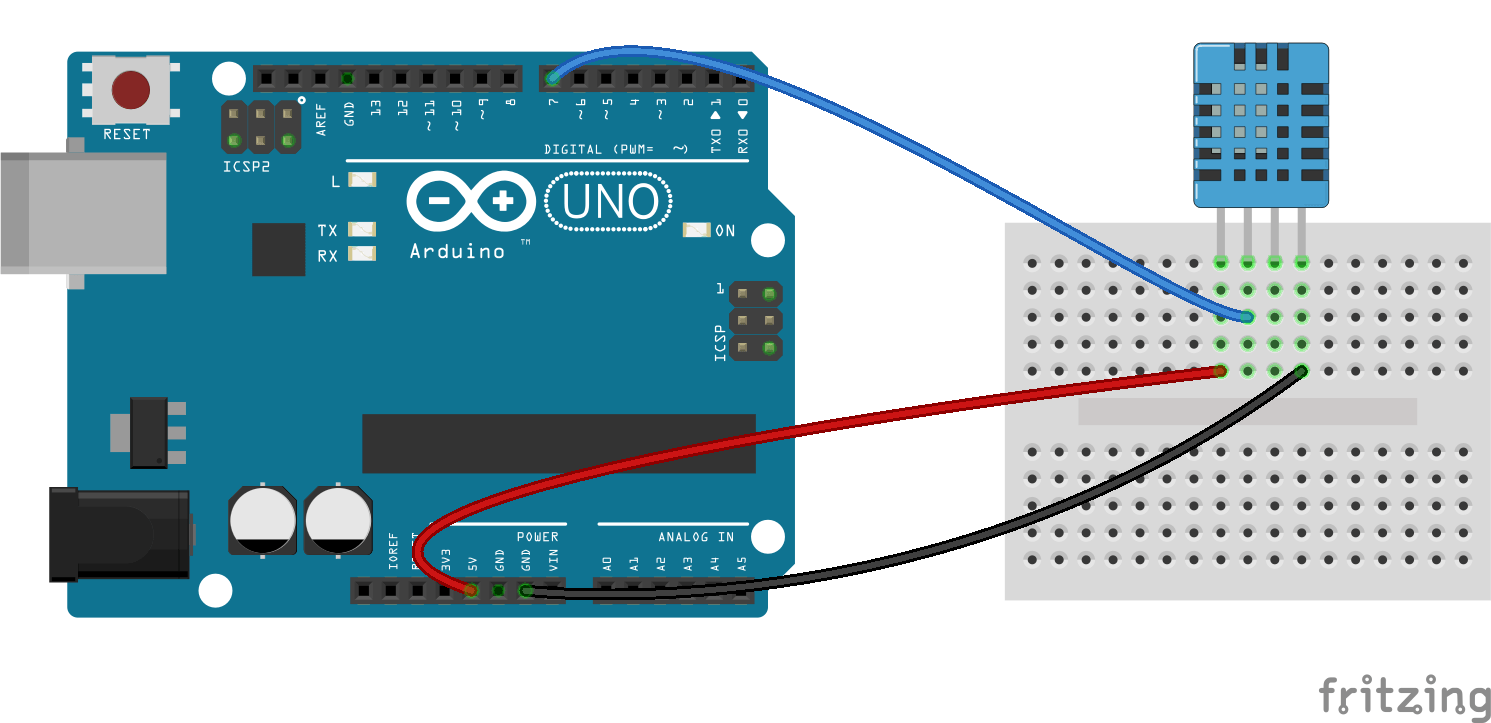 RESET
ICSP2
AREF
GND
13
12
~11
~10
~9
8
7
~6
~5
4
~3
2
TX0 ▶ 1
RX0 ◀ 0
DIGITAL (PWM= ~)
L
TX
RX
UNO
ON
Arduino
TM
1
ICSP
POWER
ANALOG IN
IOREF
3V3
5V
GND
GND
VIN
A0
A1
A2
A3
A4
A5
fritzing